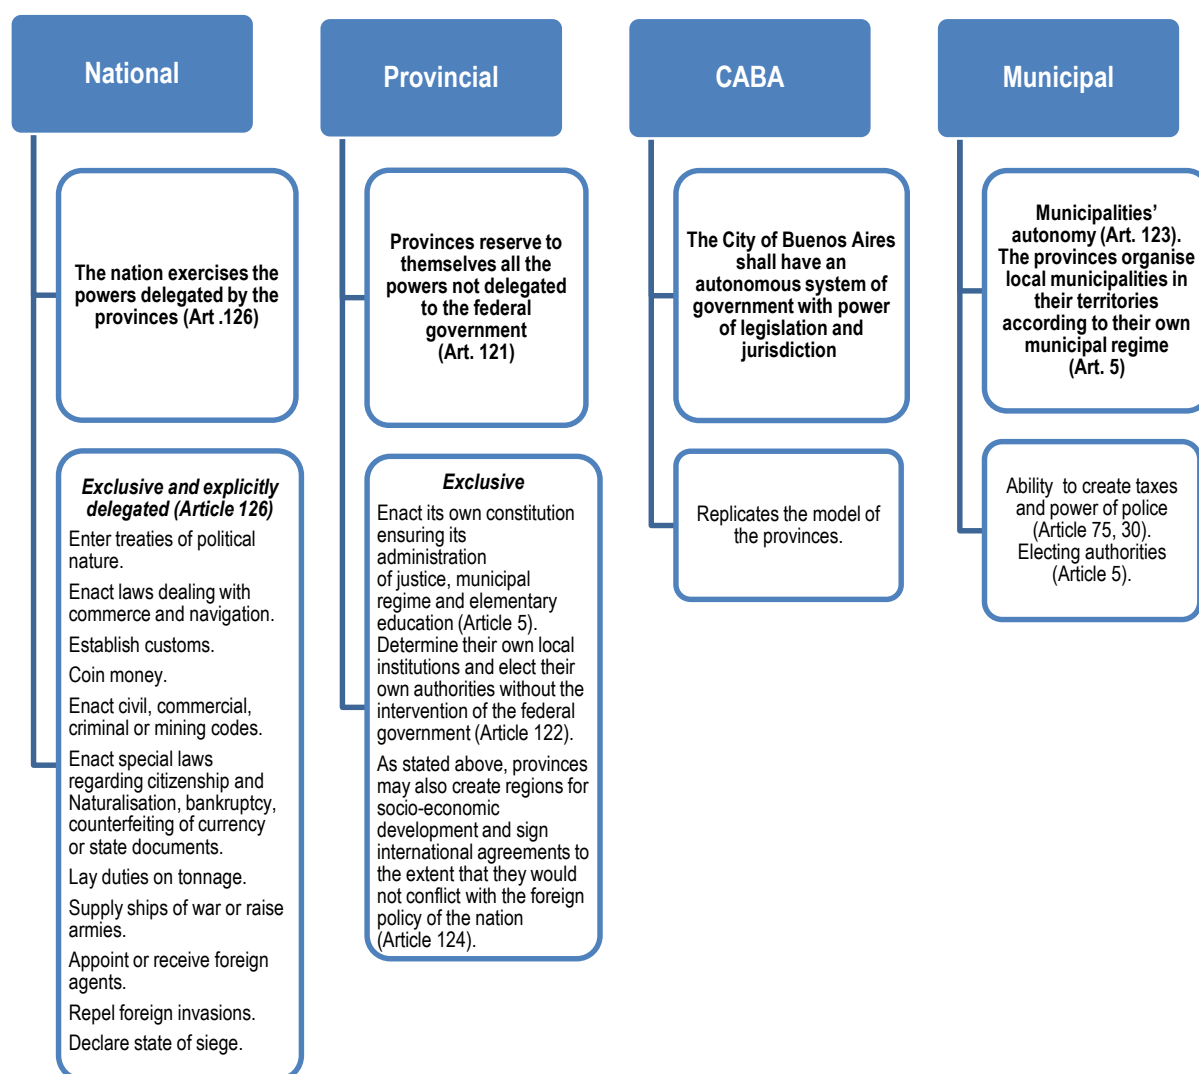 National
The nation exercises the
powers delegated by the
provinces (Art .126)
Exclusive and explicitly
delegated (Article 126)
Enter treaties of political
nature.
Enact laws dealing with
commerce and navigation.
Establish customs.
Coin money.
Enact civil, commercial,
criminal or mining codes.
Enact special laws
regarding citizenship and
Naturalisation, bankruptcy,
counterfeiting of currency
or state documents.
Lay duties on tonnage.
Supply ships of war or raise
armies.
Appoint or receive foreign
agents.
Repel foreign invasions.
Declare state of siege.
Provincial
Provinces reserve to
themselves all the
powers not delegated
to the federal
government
(Art. 121)
Exclusive
Enact its own constitution
ensuring its
administration
of justice, municipal
regime and elementary
education (Article 5).
Determine their own local
institutions and elect their
own authorities without the
intervention of the federal
government (Article 122).
As stated above, provinces
may also create regions for
socio-economic
development and sign
international agreements to
the extent that they would
not conflict with the foreign
policy of the nation
(Article 124).
CABA
The City of Buenos Aires
shall have an
autonomous system of
government with power
of legislation and
jurisdiction
Replicates the model of
the provinces.
Municipal
Municipalities’
autonomy (Art. 123).
The provinces organise
local municipalities in
their territories
according to their own
municipal regime
(Art. 5)
Ability to create taxes
and power of police
(Article 75, 30).
Electing authorities
(Article 5).